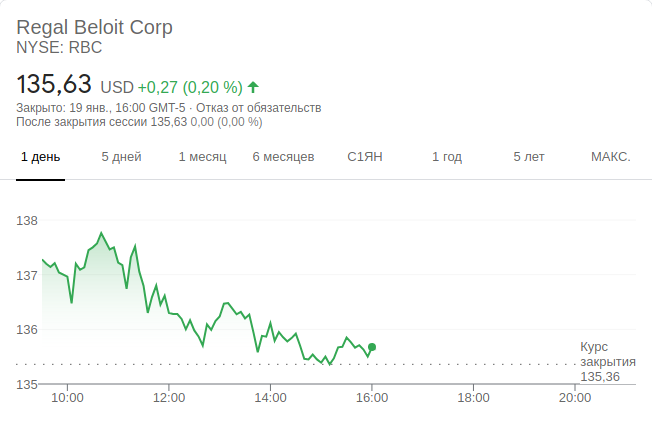 Regal Beloit Corp
NYSE: RBC
135,63 USD +0,27 (0,20 %)
Закрыто: 19 янв., 16:00 GMT-5 · Отказ от обязательств
После закрытия сессии 135,63 0,00 (0,00 %)
1 день 5 дней 1 месяц 6 месяцев С1ЯН 1 год 5 лет МАКС.
138
137
136
Курс
закрытия
135,36
135
10:00 12:00 14:00 16:00 18:00 20:00